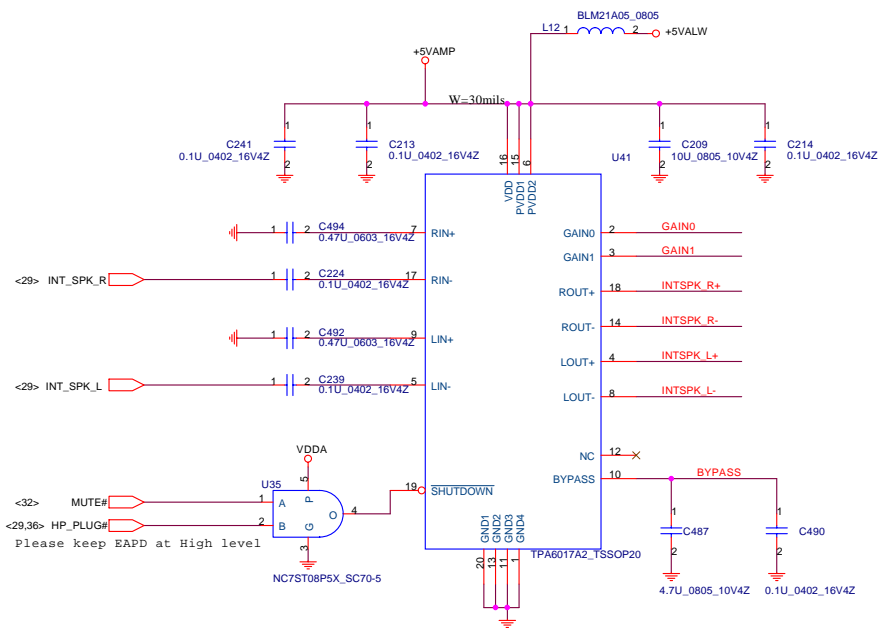 BLM21A05_0805
L12 1 2 +5VALW
+5VAMP
W=30mils
1 1 1 1
C241 C213 C209 C214
0.1U_0402_16V4Z 0.1U_0402_16V4Z 10U_0805_10V4Z 0.1U_0402_16V4Z
2 2 2 2
U41
16 15 6
VDD PVDD1 PVDD2
1 2 C494 7 RIN+
0.47U_0603_16V4Z
GAIN0 2 GAIN0
GAIN1 3 GAIN1
<29> INT_SPK_R 1 2 C224 17 RIN-
0.1U_0402_16V4Z
ROUT+ 18 INTSPK_R+
ROUT- 14 INTSPK_R-
1 2 C492 9 LIN+
0.47U_0603_16V4Z
LOUT+ 4 INTSPK_L+
<29> INT_SPK_L 1 2 C239 5 LIN-
0.1U_0402_16V4Z
LOUT- 8 INTSPK_L-
NC 12
BYPASS 10 BYPASS
VDDA
U35 5
19 SHUTDOWN
<32> MUTE# 1 A P O 4
<29,36> HP_PLUG# 2 B G
3
Please keep EAPD at High level
NC7ST08P5X_SC70-5
GND1 GND2 GND3 GND4
20 13 11 1
TPA6017A2_TSSOP20
1 1
C487 C490
2 2
4.7U_0805_10V4Z 0.1U_0402_16V4Z